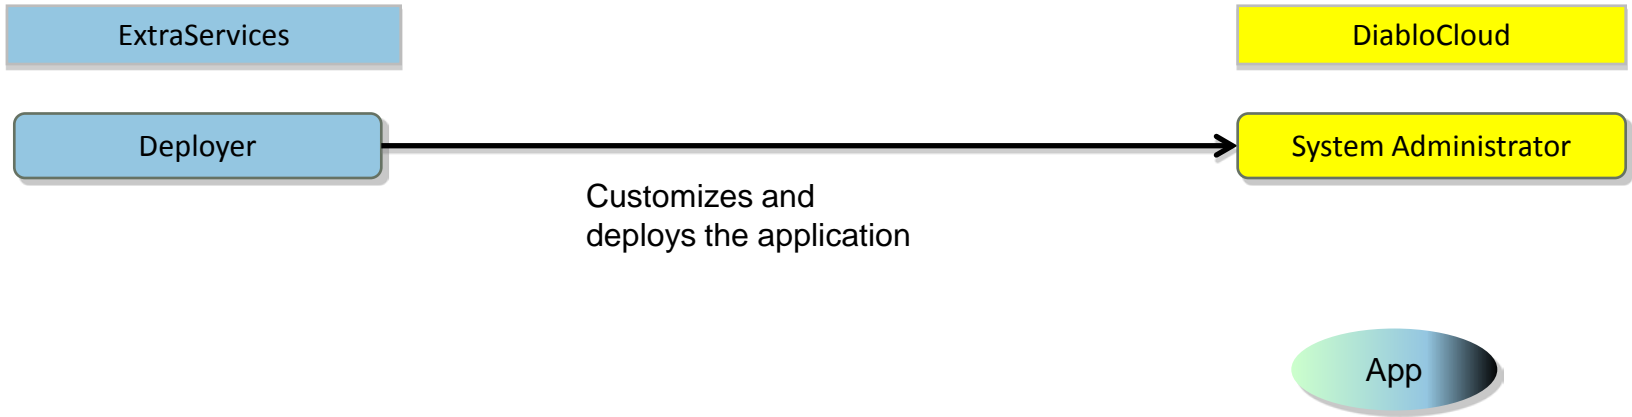 ExtraServices
DiabloCloud
Deployer
System Administrator
Customizes and
deploys the application
App